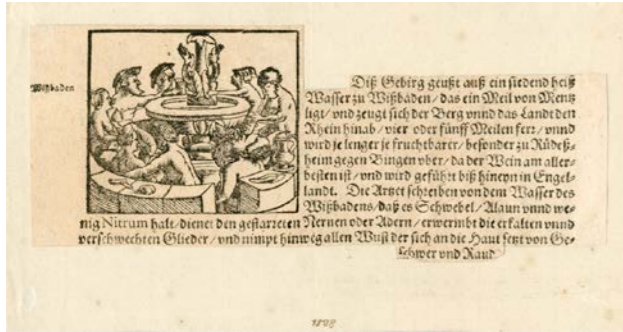 Wißbaden
Diß Gebirg geußt auß ein siedend heiß
Wasser zu Wißbaden / das ein Meil von Mentz
ligt / vnd zeugt sich der Berg vnnd das Landt den
Rhein hinab / vier oder fünff Meilen ferr / vnnd
wird je lenger je fruchtbarer / besonder zu Rüdeß-
heim gegen Bingen vber / da der Wein am aller-
besten ist / vnd wird geführt biß hineyn in Engel-
landt. Die Artzet schreiben von dem Wasser des
Wißbadens / daß es Schwebel / Alaun vnnd we-
nig Nitrum halt / dienet den gestarreten Neruen oder Adern / erwermbt die erkalten vnnd
verschwechten Glieder / vnd nimpt hinweg allen Wust der sich an die Haut setzt von Ge-
schwer vnd Raud